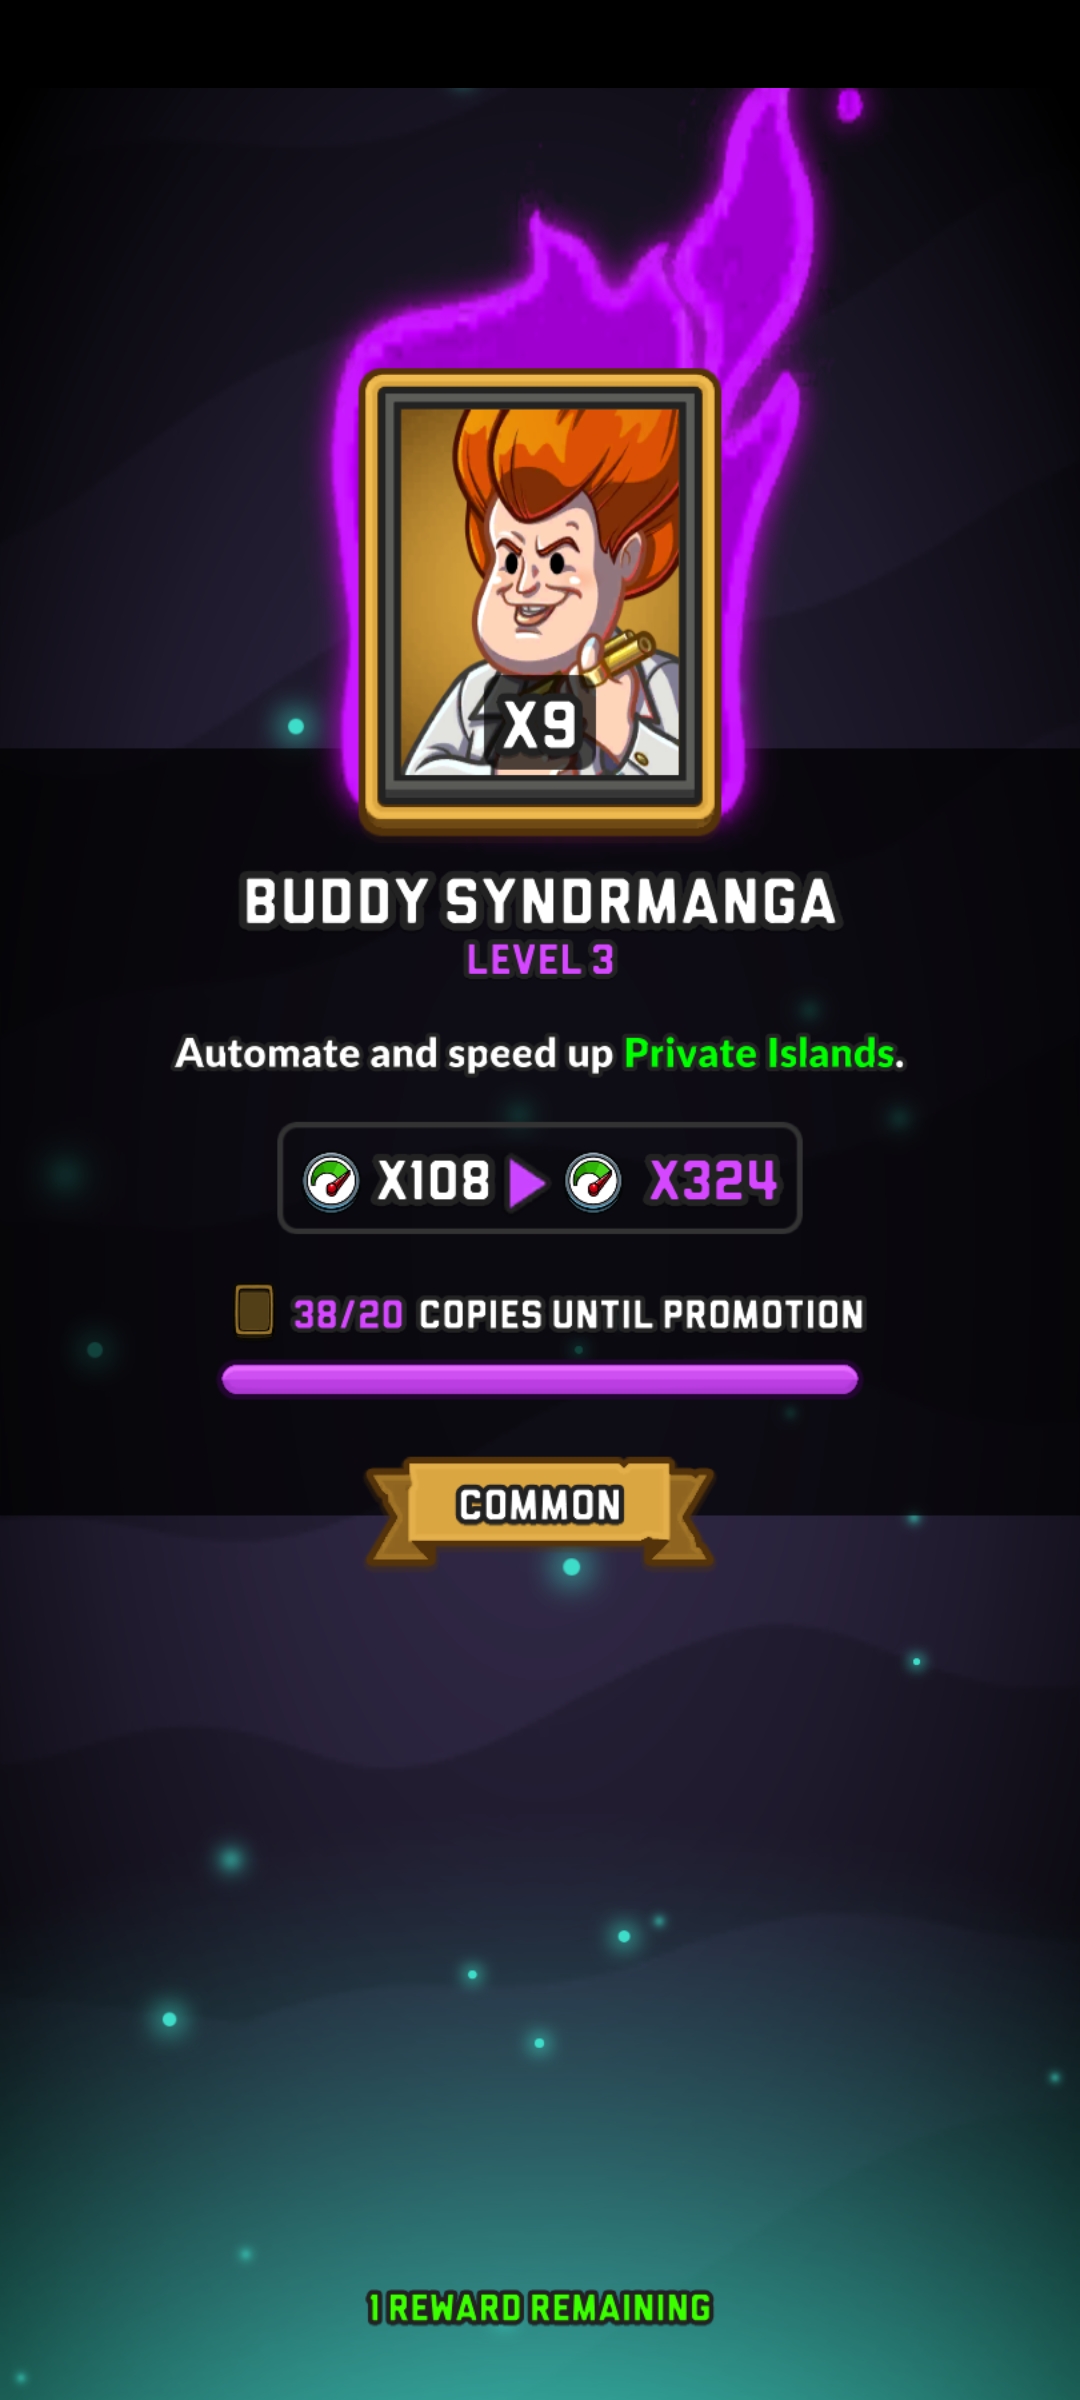 X9
BUDDY SYNDRMANGA
LEVEL 3
Automate and speed up Private Islands.
X108 X324
38/20 COPIES UNTIL PROMOTION
COMMON
1 REWARD REMAINING